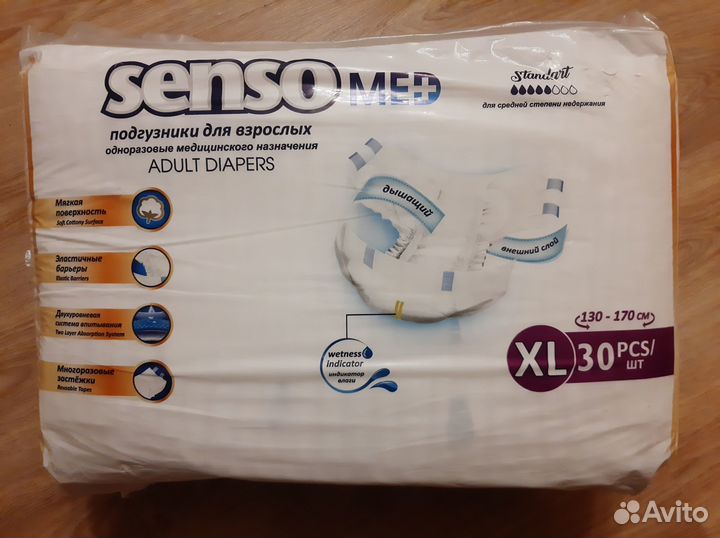 senso MED
подгузники для взрослых
одноразовые медицинского назначения
ADULT DIAPERS
Standart
для средней степени недержания
Мягкая
поверхность
Soft Cottony Surface
Эластичные
барьеры
Elastic Barriers
Двухуровневая
система впитывания
Two Layer Absorption System
Многоразовые
застёжки
Reusable Tapes
дышащий
внешний слой
wetness
indicator
индикатор
влаги
130 - 170 см
XL 30 PCS/
шт
Avito